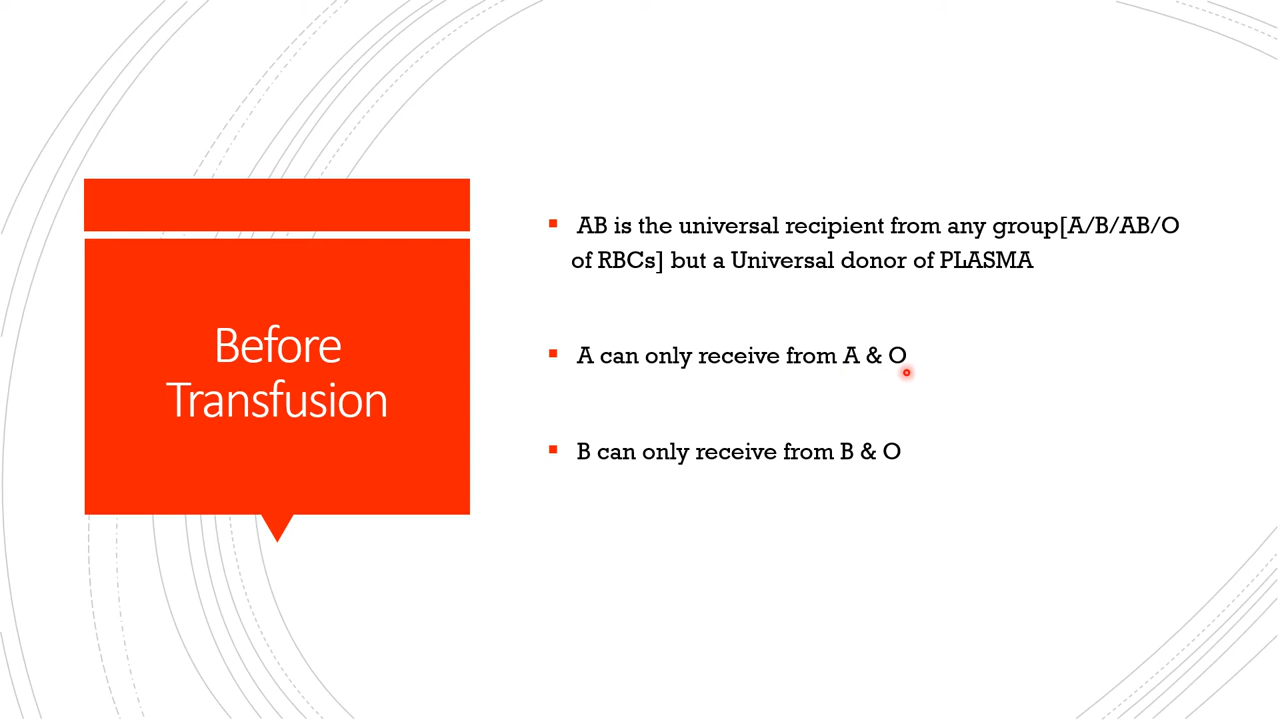 Before
Transfusion
AB is the universal recipient from any group[A/B/AB/O
of RBCs] but a Universal donor of PLASMA
A can only receive from A & O
B can only receive from B & O